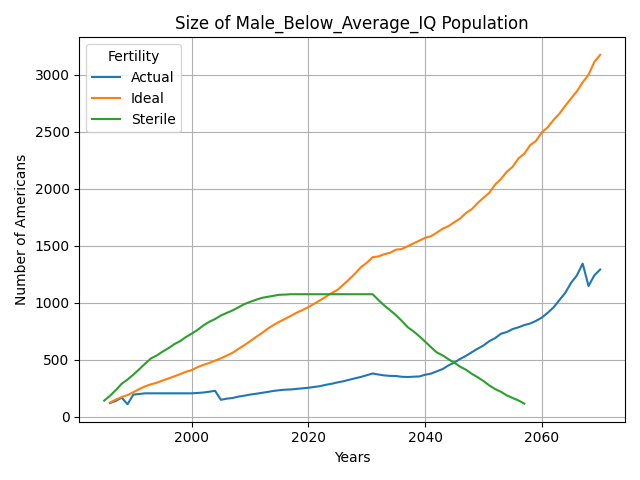 Size of Male_Below_Average_IQ Population
Fertility
Actual
Ideal
Sterile
Number of Americans
3000
2500
2000
1500
1000
500
0
2000
2020
2040
2060
Years